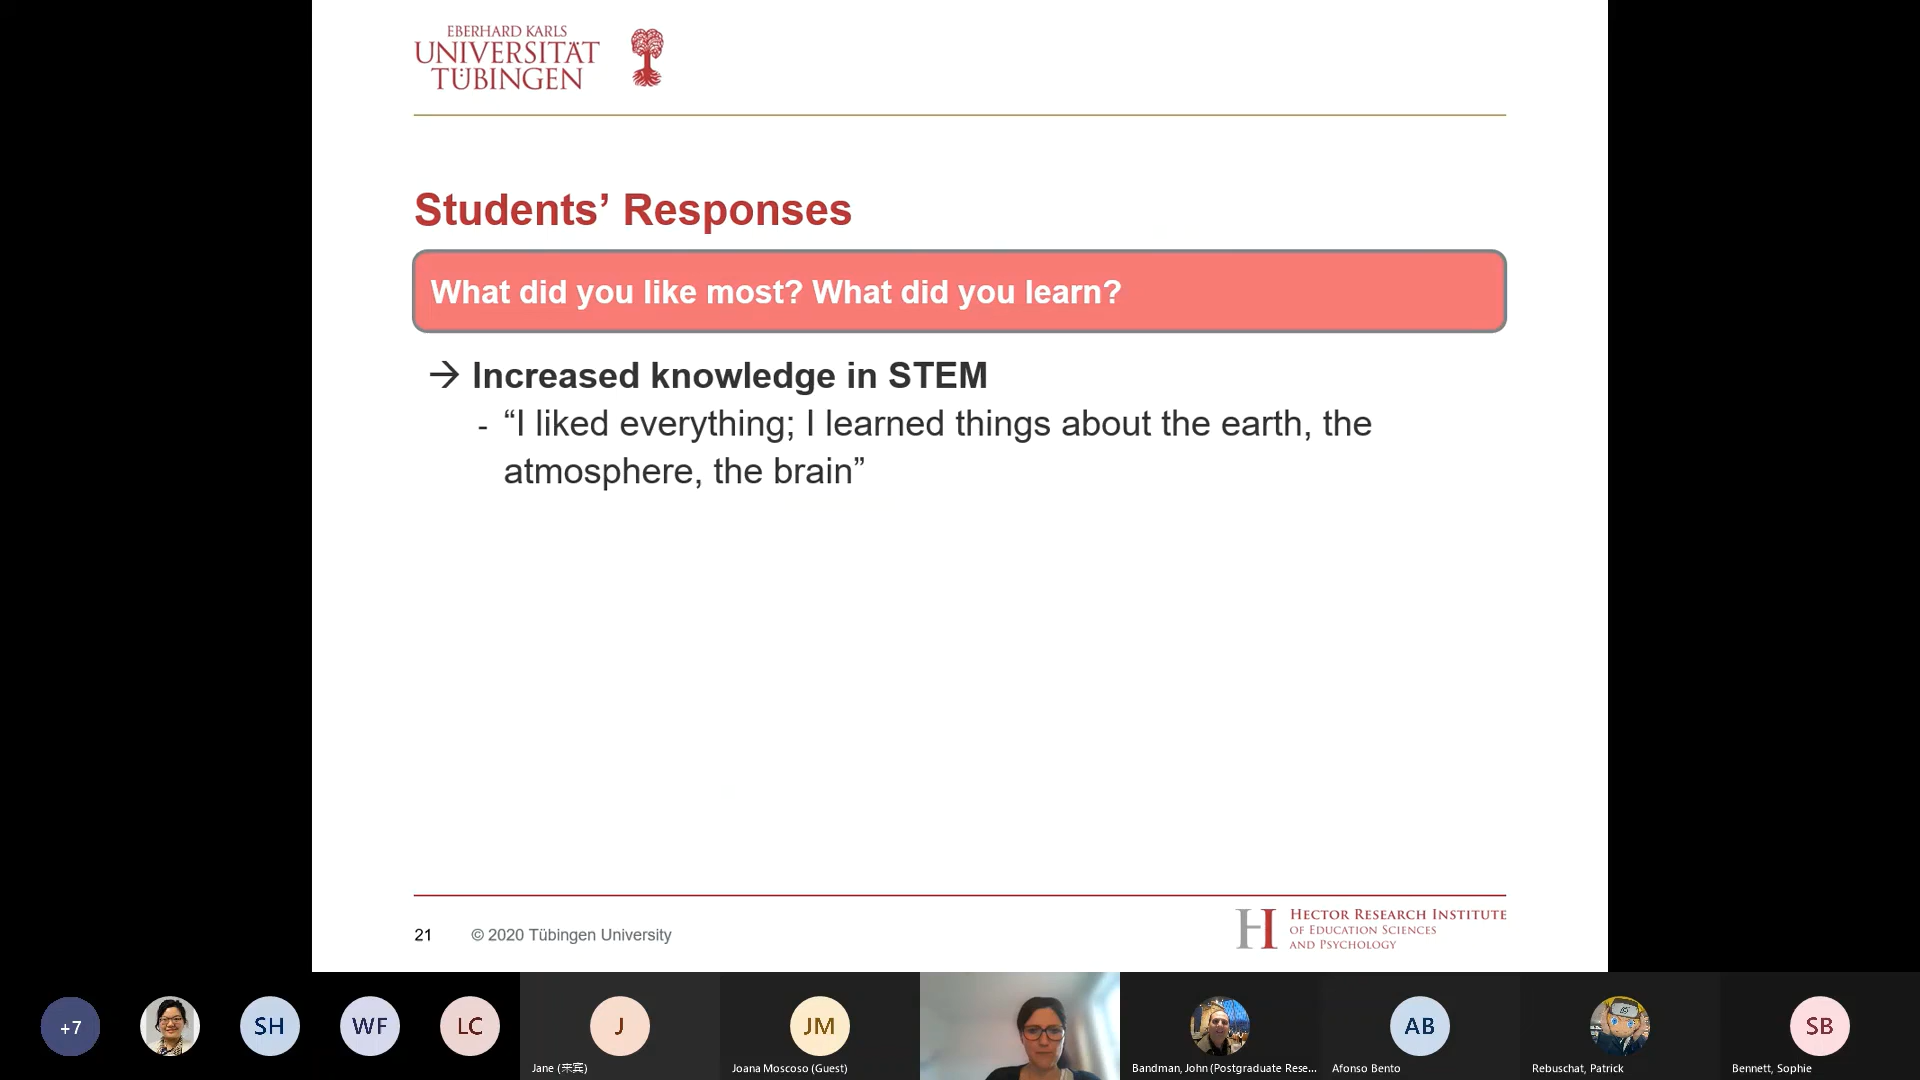 EBERHARD KARLS
UNIVERSITÄT
TÜBINGEN
Students’ Responses
What did you like most? What did you learn?
→ Increased knowledge in STEM
- “I liked everything; I learned things about the earth, the
atmosphere, the brain”
21 © 2020 Tübingen University
H
HECTOR RESEARCH INSTITUTE
OF EDUCATION SCIENCES
AND PSYCHOLOGY
+7
SH
WF
LC
J
JM
AB
SB
Jane (来宾)
Joana Moscoso (Guest)
Bandman, John (Postgraduate Rese...
Afonso Bento
Rebuschat, Patrick
Bennett, Sophie